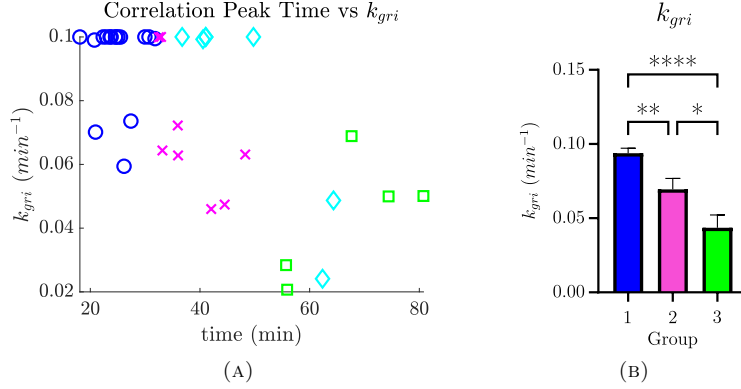 Correlation Peak Time vs k_gri
0.1
0.08
0.06
0.04
0.02
k_gri (min⁻¹)
20 40 60 80
time (min)
(A)
k_gri
0.15
0.10
0.05
0.00
k_gri (min⁻¹)
****
** *
1 2 3
Group
(B)